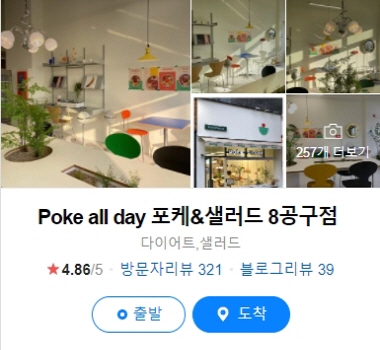 257개 더보기
Poke all day 포케&샐러드 8공구점
다이어트,샐러드
★4.86/5 · 방문자리뷰 321 · 블로그리뷰 39
출발
도착